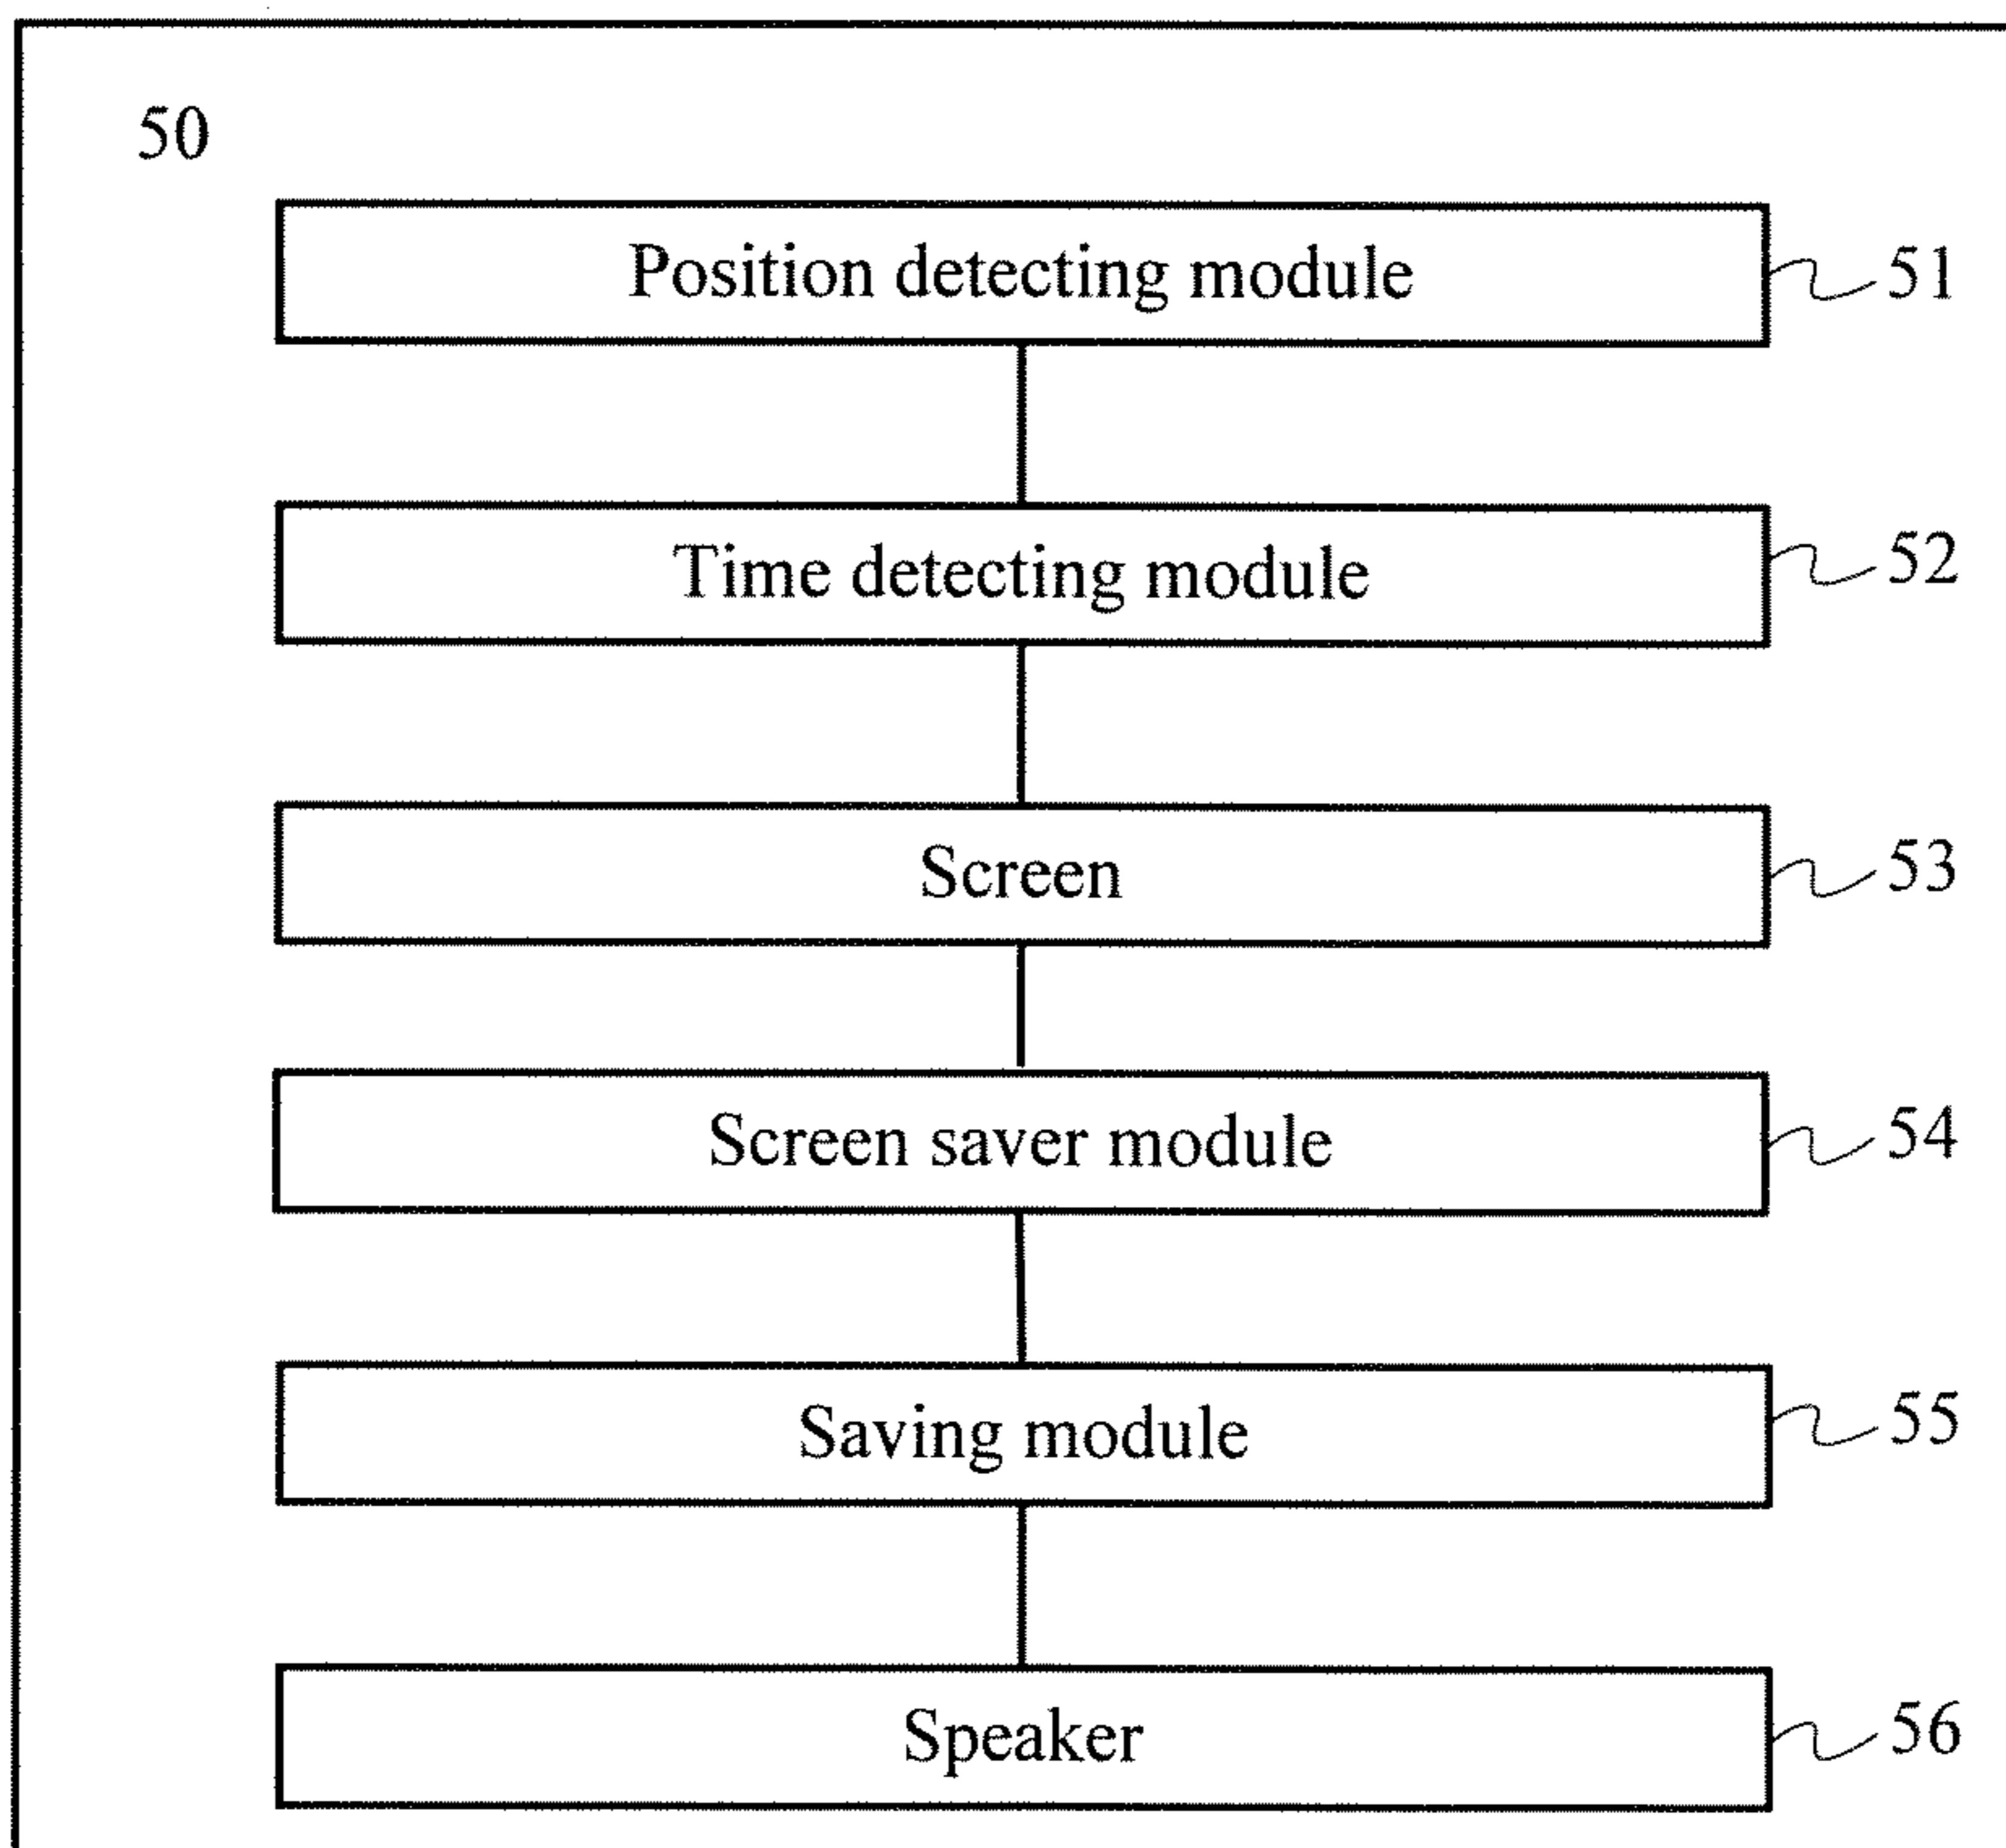 50
Position detecting module 51
Time detecting module 52
Screen 53
Screen saver module 54
Saving module 55
Speaker 56